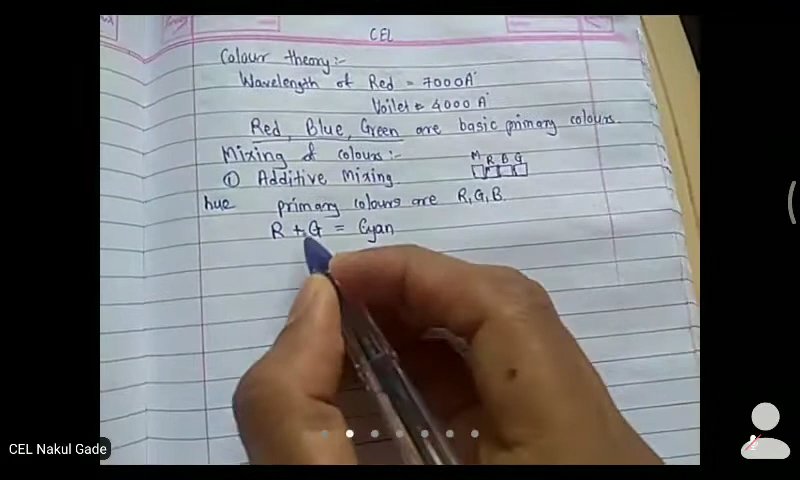 CEL
Colour theory:-
Wavelength of Red = 7000A°
Voilet = 4000 A°
Red, Blue, Green are basic primary colours.
Mixing of colours:-
M R B G
① Additive Mixing
hue primary colours are R, G, B.
R + G = Cyan
CEL Nakul Gade